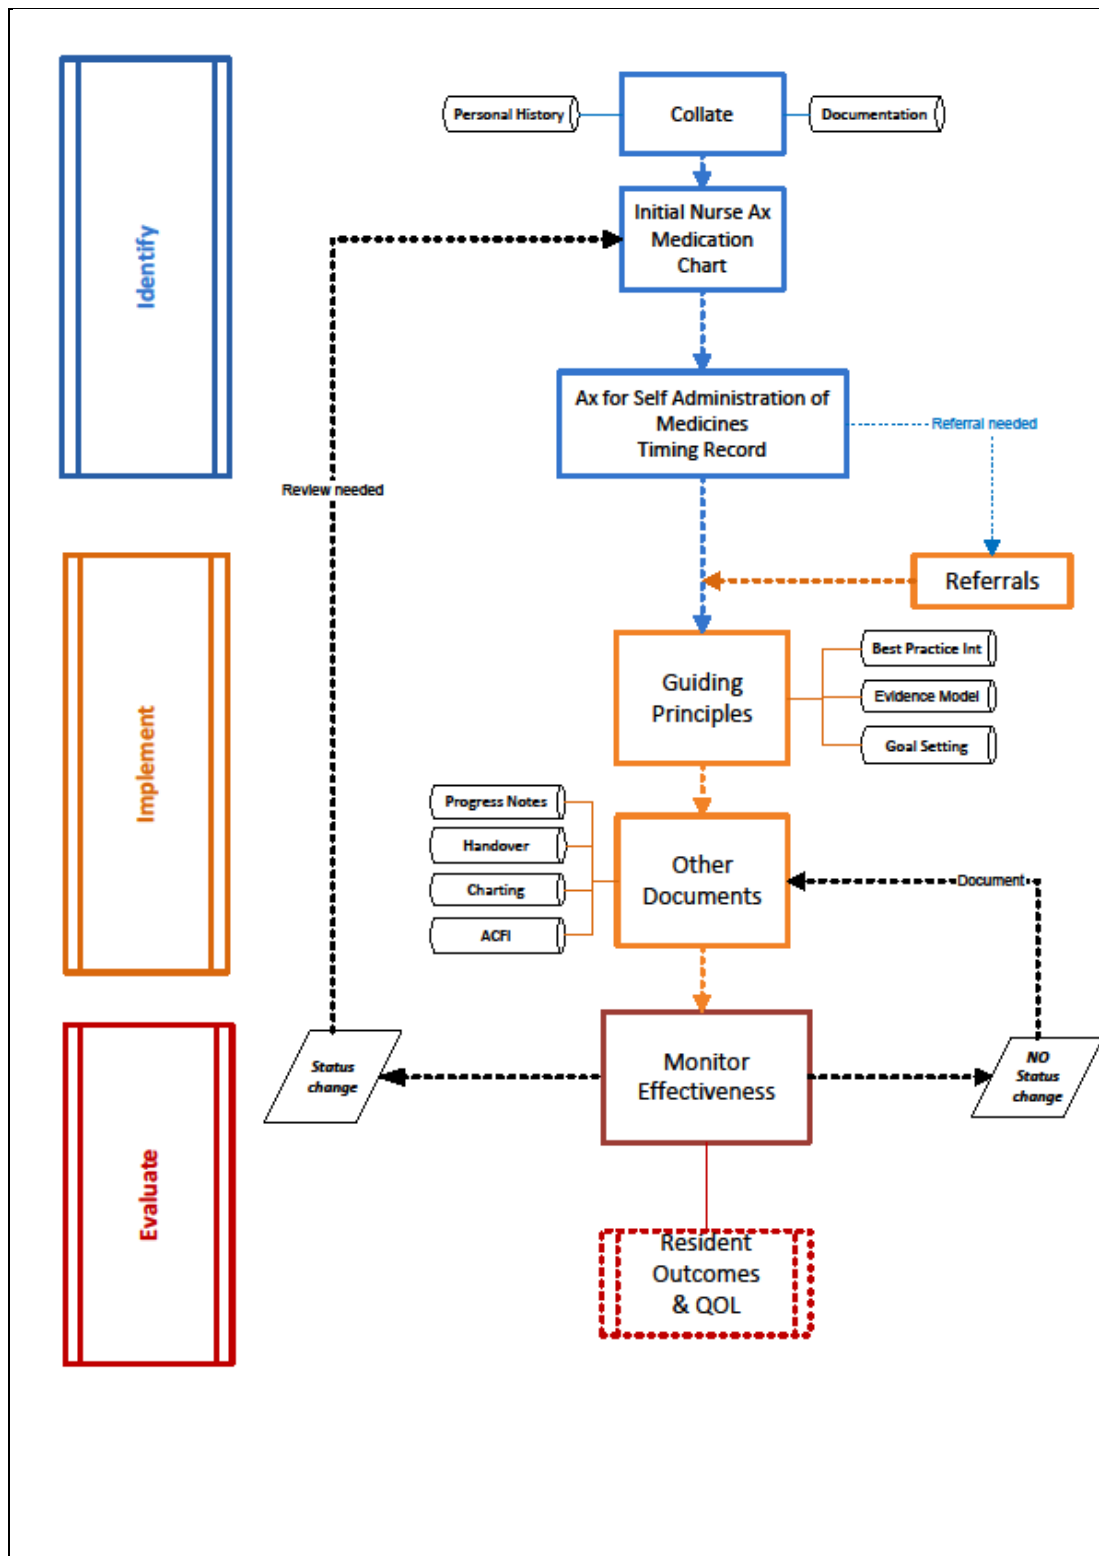 Identify
Personal History
Collate
Documentation
Initial Nurse Ax
Medication
Chart
Ax for Self Administration of
Medicines
Timing Record
Referral needed
Review needed
Implement
Referrals
Guiding
Principles
Best Practice Int
Evidence Model
Goal Setting
Progress Notes
Handover
Charting
ACFI
Other
Documents
Document
Evaluate
Status
change
Monitor
Effectiveness
NO
Status
change
Resident
Outcomes
& QOL